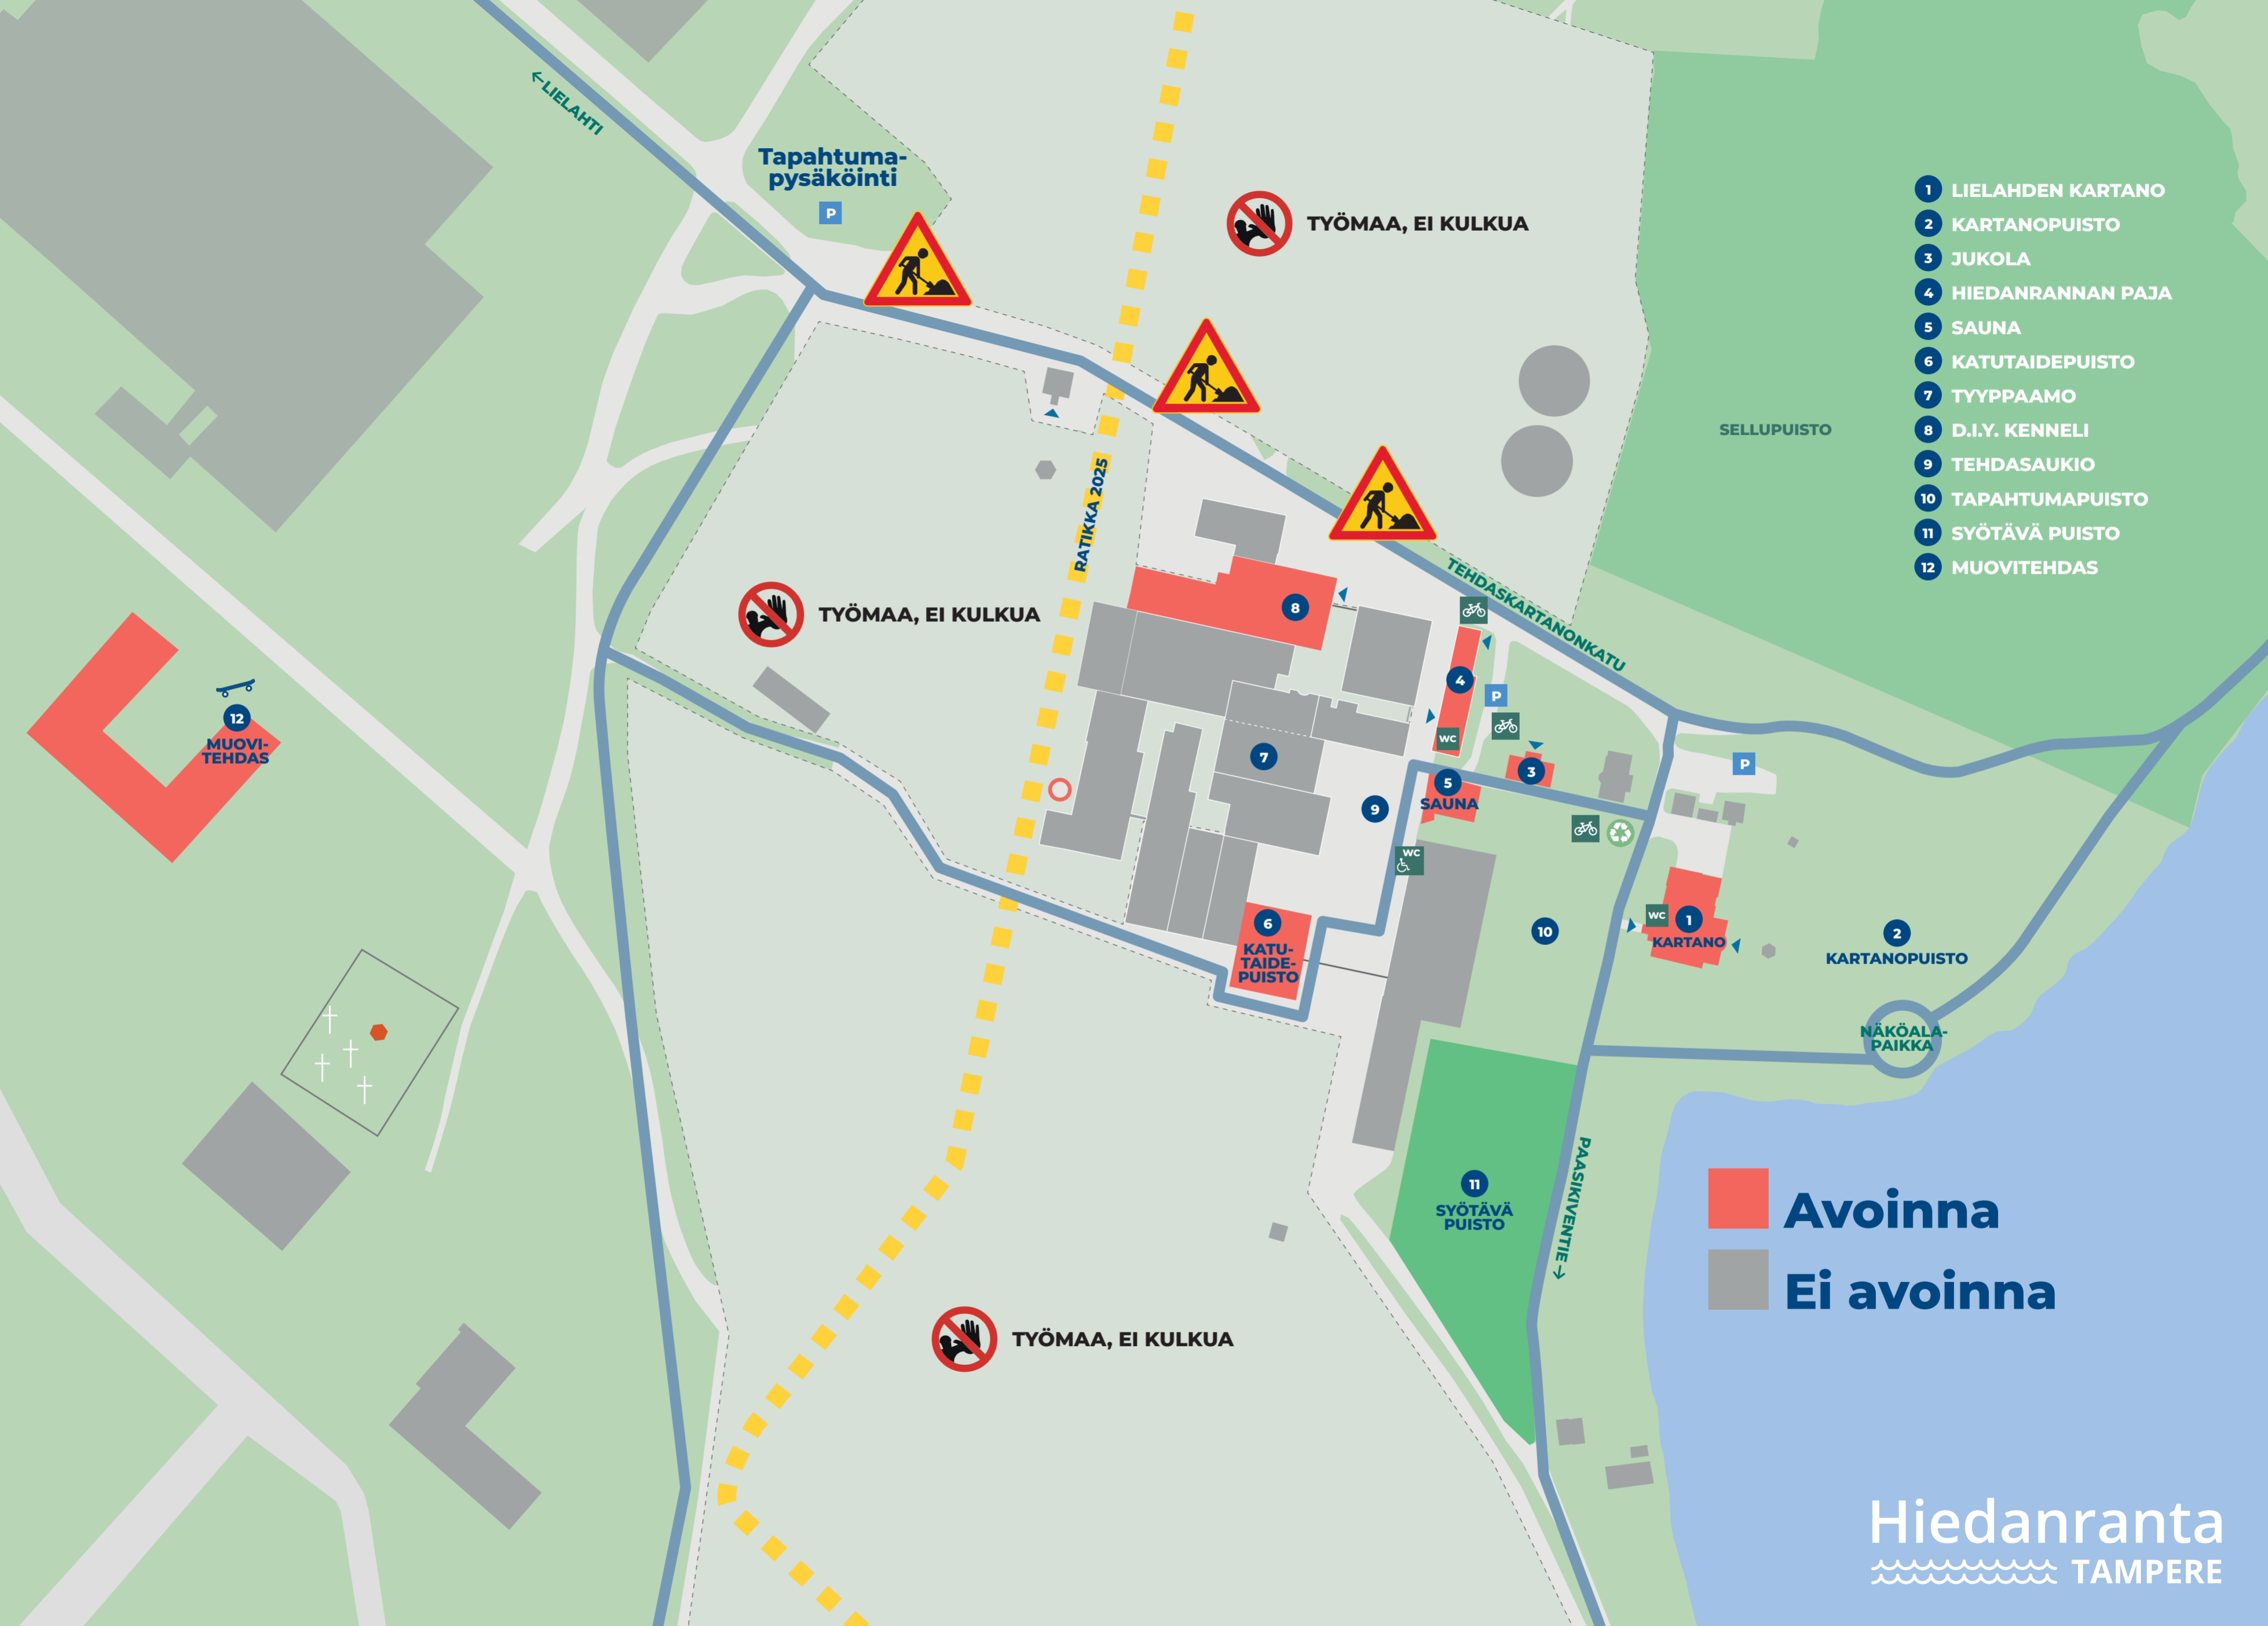 ←LIELAHTI
Tapahtuma-
pysäköinti
P
TYÖMAA, EI KULKUA
1 LIELAHDEN KARTANO
2 KARTANOPUISTO
3 JUKOLA
4 HIEDANRANNAN PAJA
5 SAUNA
6 KATUTAIDEPUISTO
7 TYYPPAAMO
8 D.I.Y. KENNELI
9 TEHDASAUKIO
10 TAPAHTUMAPUISTO
11 SYÖTÄVÄ PUISTO
12 MUOVITEHDAS
SELLUPUISTO
RATIKKA 2025
TEHDASKARTANONKATU
TYÖMAA, EI KULKUA
8
4
P
WC
12
MUOVI-
TEHDAS
7
3
P
5
SAUNA
9
WC
6
KATU-
TAIDE-
PUISTO
10
WC
1
KARTANO
2
KARTANOPUISTO
NÄKÖALA-
PAIKKA
11
SYÖTÄVÄ
PUISTO
PAASIKIVENTIE→
Avoinna
Ei avoinna
TYÖMAA, EI KULKUA
Hiedanranta
TAMPERE